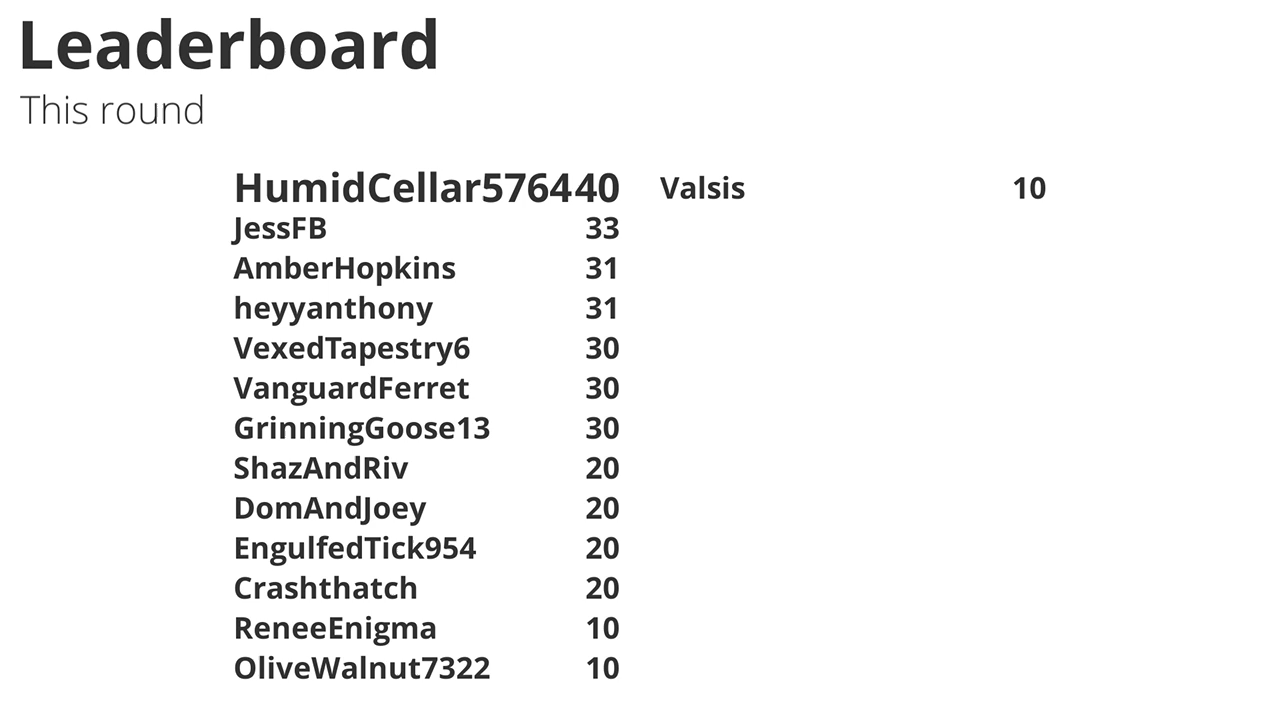 Leaderboard
This round
HumidCellar5764 40
JessFB 33
AmberHopkins 31
heyyanthony 31
VexedTapestry6 30
VanguardFerret 30
GrinningGoose13 30
ShazAndRiv 20
DomAndJoey 20
EngulfedTick954 20
Crashthatch 20
ReneeEnigma 10
OliveWalnut7322 10
Valsis 10